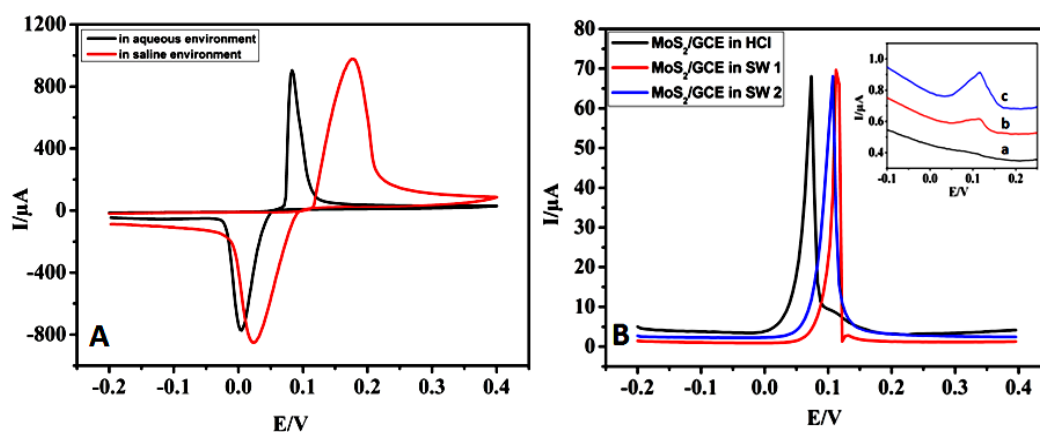 1200
800
400
0
-400
-800
I/μA
in aqueous environment
in saline environment
A
-0.2
-0.1
0.0
0.1
0.2
0.3
0.4
E/V
80
70
60
50
40
30
20
10
0
I/μA
MoS2/GCE in HCl
MoS2/GCE in SW 1
MoS2/GCE in SW 2
B
-0.2
-0.1
0.0
0.1
0.2
0.3
0.4
E/V
1.0
0.8
0.6
0.4
I/μA
c
b
a
-0.1
0.0
0.1
0.2
E/V